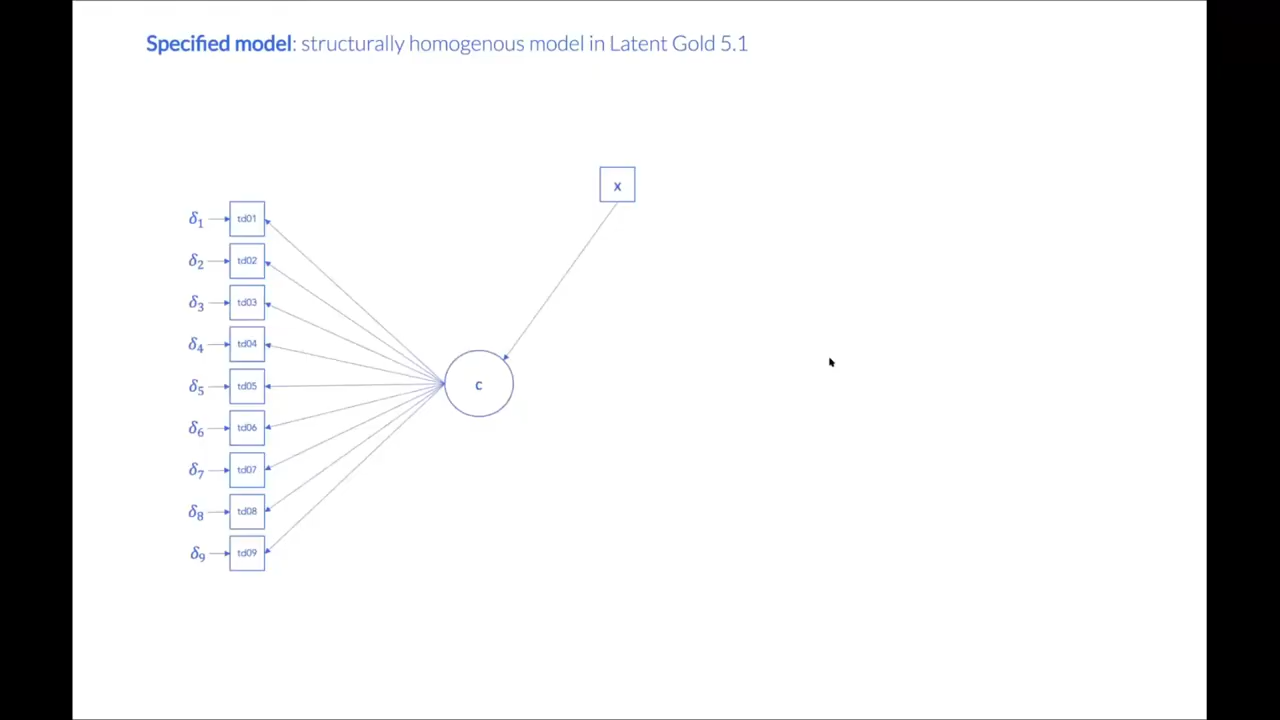 Specified model: structurally homogenous model in Latent Gold 5.1
x
δ1 td01
δ2 td02
δ3 td03
δ4 td04
c
δ5 td05
δ6 td06
δ7 td07
δ8 td08
δ9 td09